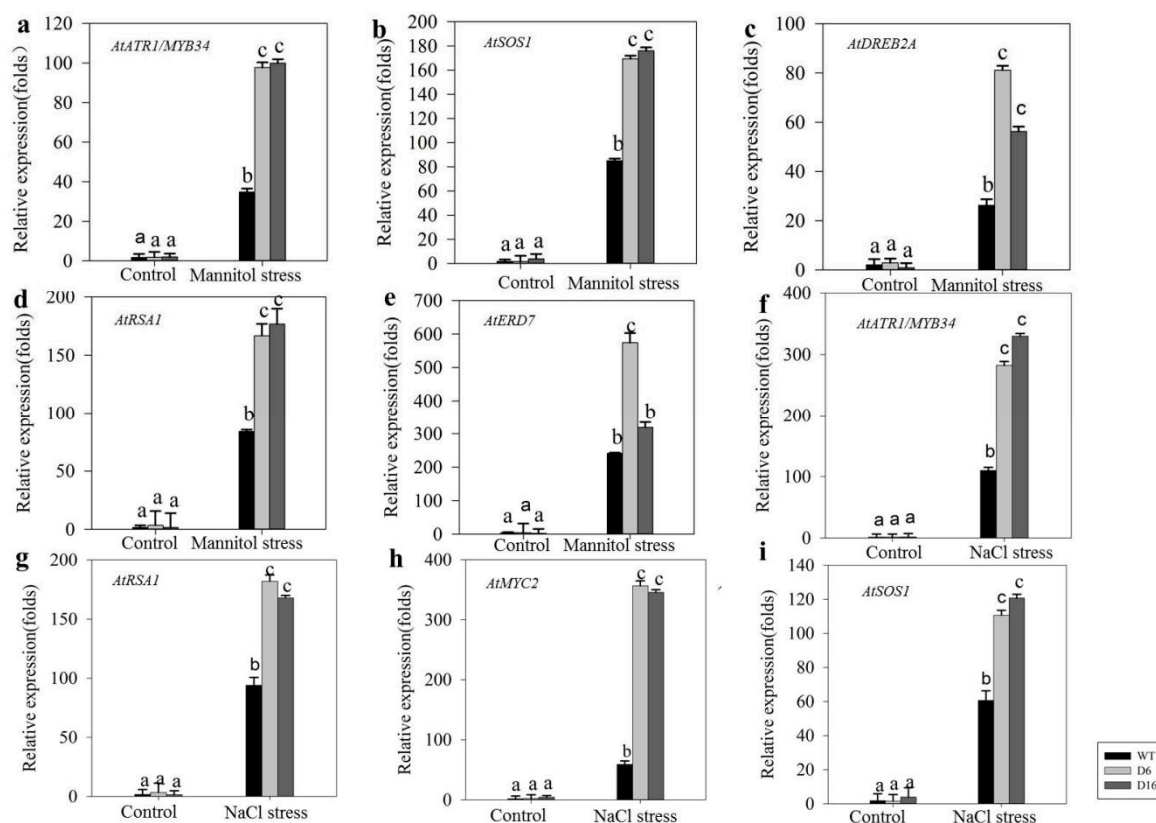 a
Relative expression(folds)
120
100
80
60
40
20
0
AtATR1/MYB34
a a a
b
c c
Control Mannitol stress
b
Relative expression(folds)
200
180
160
140
120
100
80
60
40
20
0
AtSOS1
a a a
b
c c
Control Mannitol stress
c
Relative expression(folds)
100
80
60
40
20
0
AtDREB2A
a a a
b
c
c
Control Mannitol stress
d
Relative expression(folds)
200
150
100
50
0
AtRSA1
a a a
b
c c
Control Mannitol stress
e
Relative expression(folds)
700
600
500
400
300
200
100
0
AtERD7
a a a
b
c
b
Control Mannitol stress
f
Relative expression(folds)
400
300
200
100
0
AtATR1/MYB34
a a a
b
c
c
Control NaCl stress
g
Relative expression(folds)
200
150
100
50
0
AtRSA1
a a a
b
c
c
Control NaCl stress
h
Relative expression(folds)
400
300
200
100
0
AtMYC2
a a a
b
c c
Control NaCl stress
i
Relative expression(folds)
140
120
100
80
60
40
20
0
AtSOS1
a a a
b
c
c
Control NaCl stress
WT
D6
D16